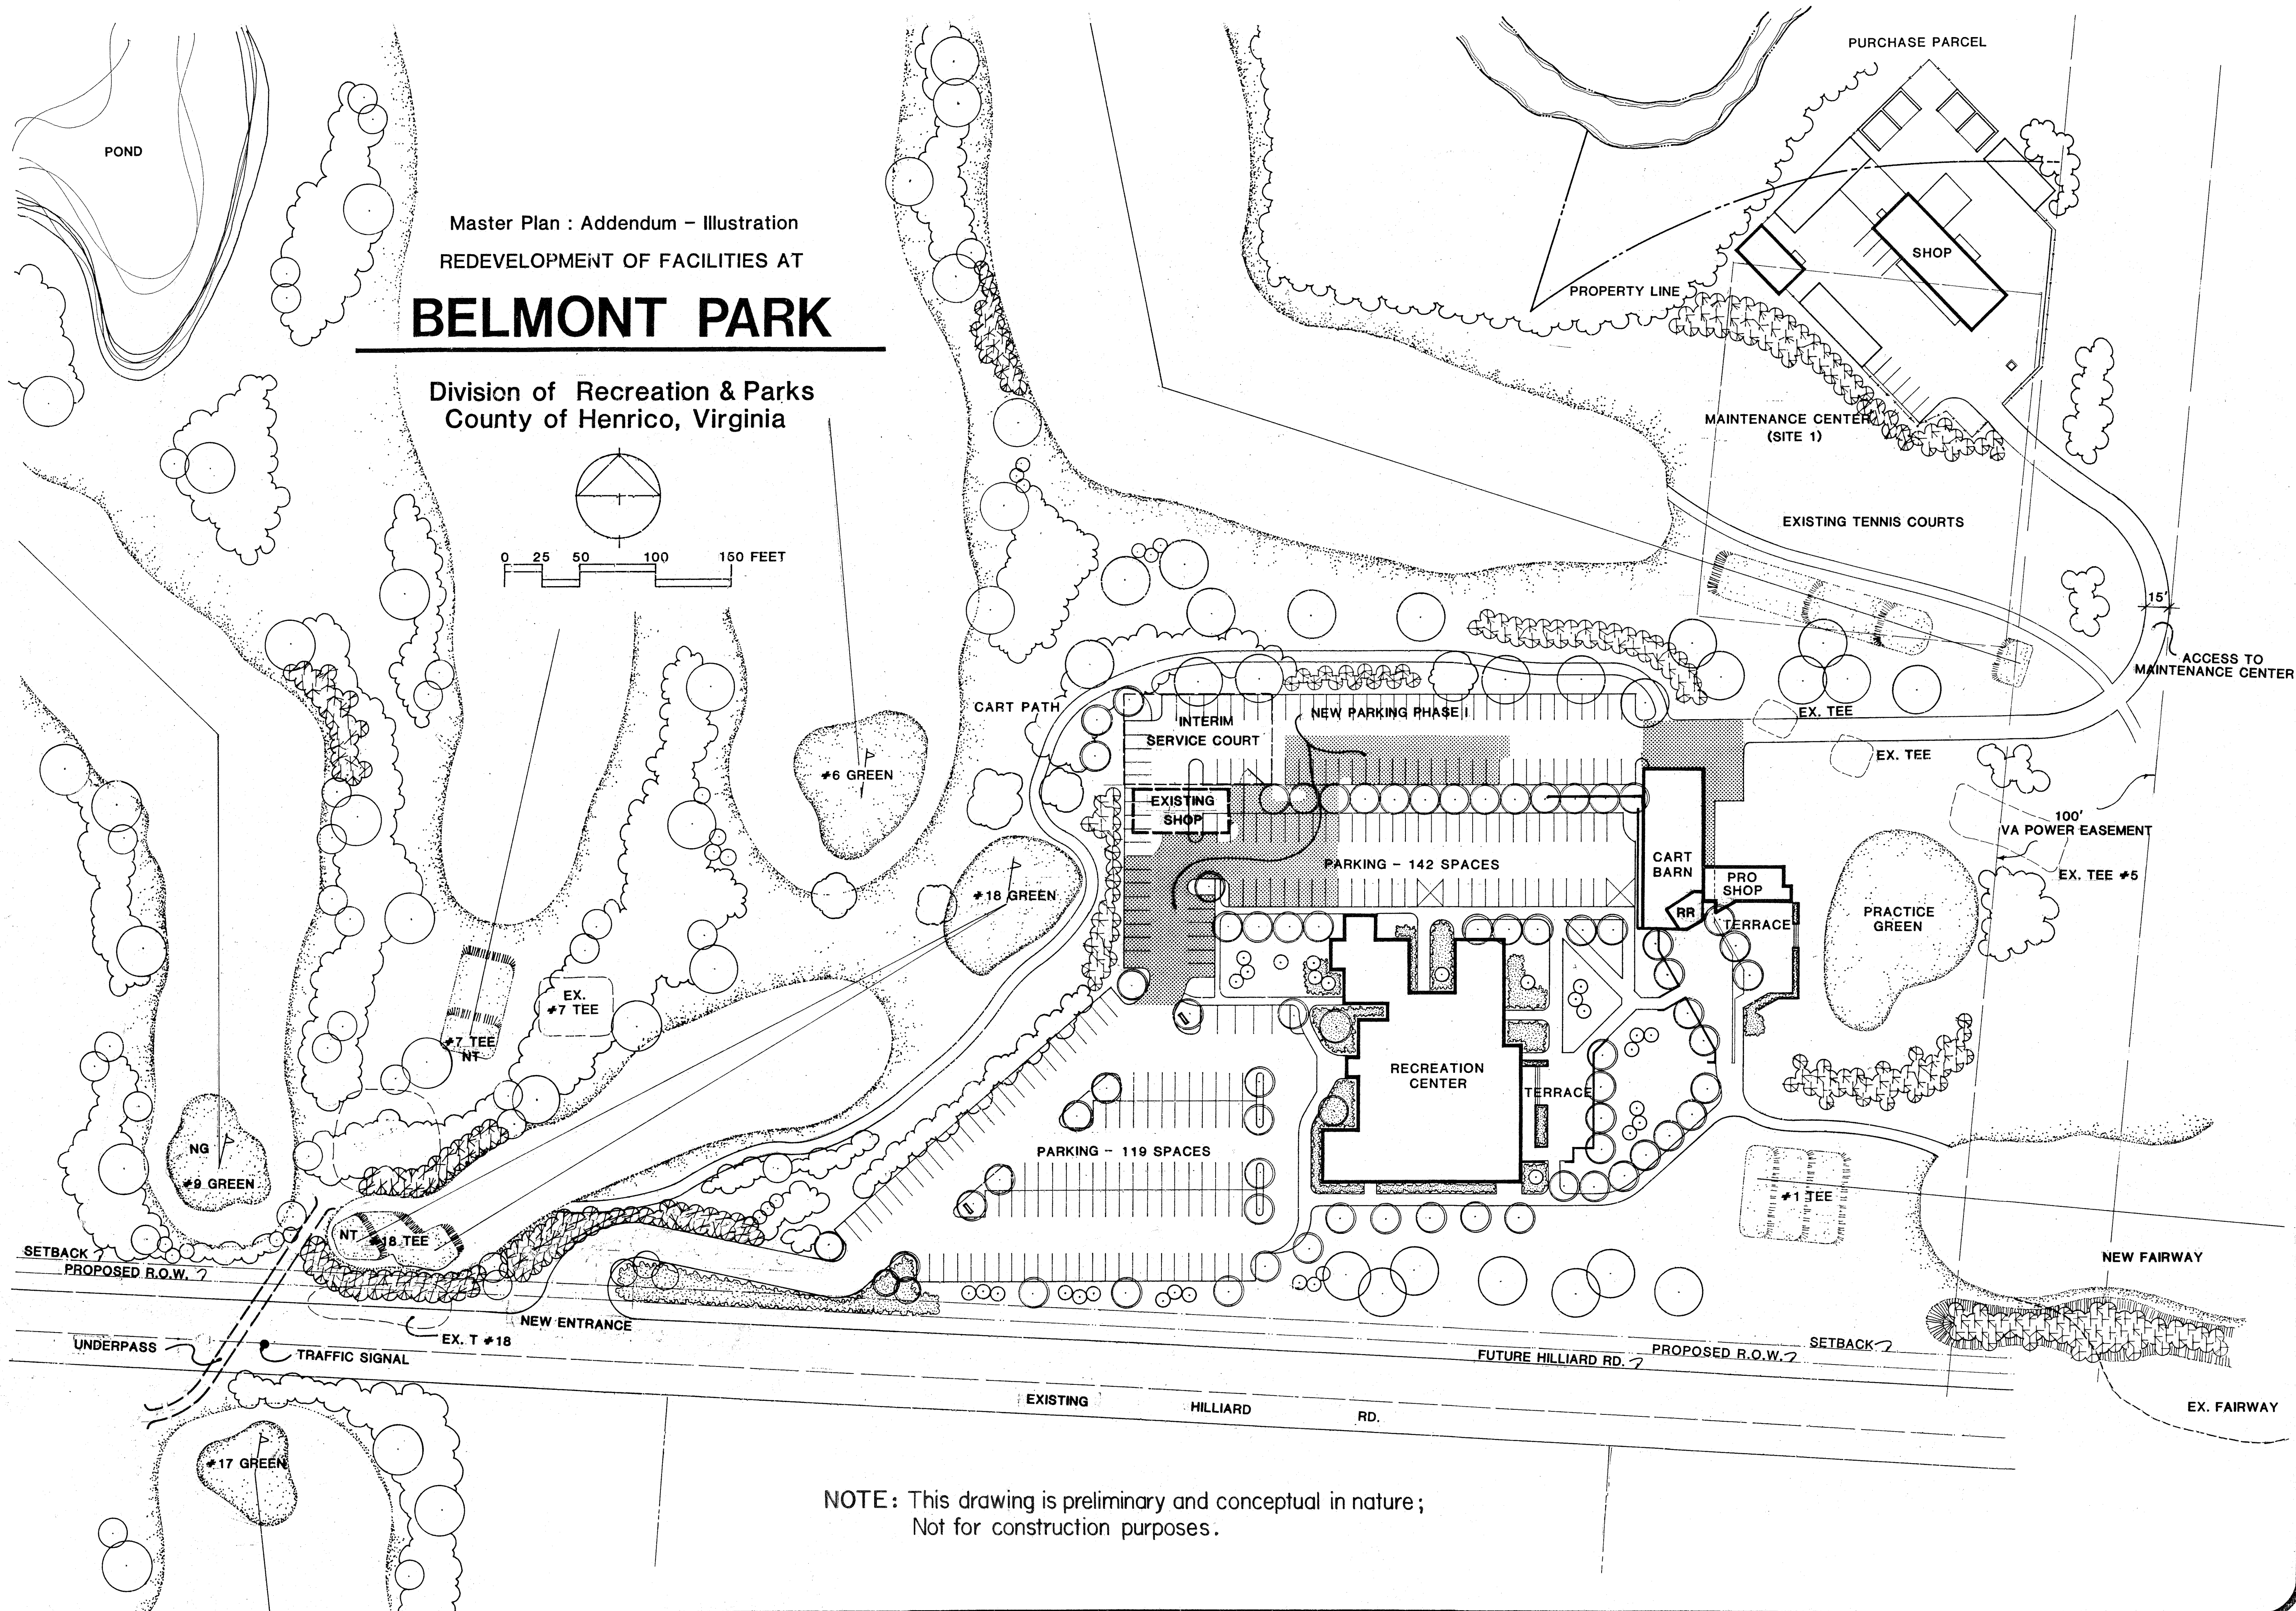 PURCHASE PARCEL
POND
Master Plan : Addendum – Illustration
REDEVELOPMENT OF FACILITIES AT
BELMONT PARK
Division of Recreation & Parks
County of Henrico, Virginia
0 25 50 100 150 FEET
SHOP
PROPERTY LINE
MAINTENANCE CENTER
(SITE 1)
EXISTING TENNIS COURTS
15'
ACCESS TO
MAINTENANCE CENTER
CART PATH
INTERIM
SERVICE COURT
NEW PARKING PHASE I
EX. TEE
EX. TEE
#6 GREEN
EXISTING
SHOP
100'
VA POWER EASEMENT
EX. TEE #5
PARKING – 142 SPACES
CART
BARN
PRO
SHOP
RR
TERRACE
PRACTICE
GREEN
#18 GREEN
EX.
#7 TEE
#7 TEE
NT
RECREATION
CENTER
TERRACE
NG
#9 GREEN
PARKING – 119 SPACES
#1 TEE
NT
#18 TEE
SETBACK
PROPOSED R.O.W.
NEW FAIRWAY
NEW ENTRANCE
EX. T #18
UNDERPASS
TRAFFIC SIGNAL
FUTURE HILLIARD RD.
PROPOSED R.O.W.
SETBACK
EXISTING HILLIARD RD.
EX. FAIRWAY
#17 GREEN
NOTE: This drawing is preliminary and conceptual in nature;
Not for construction purposes.